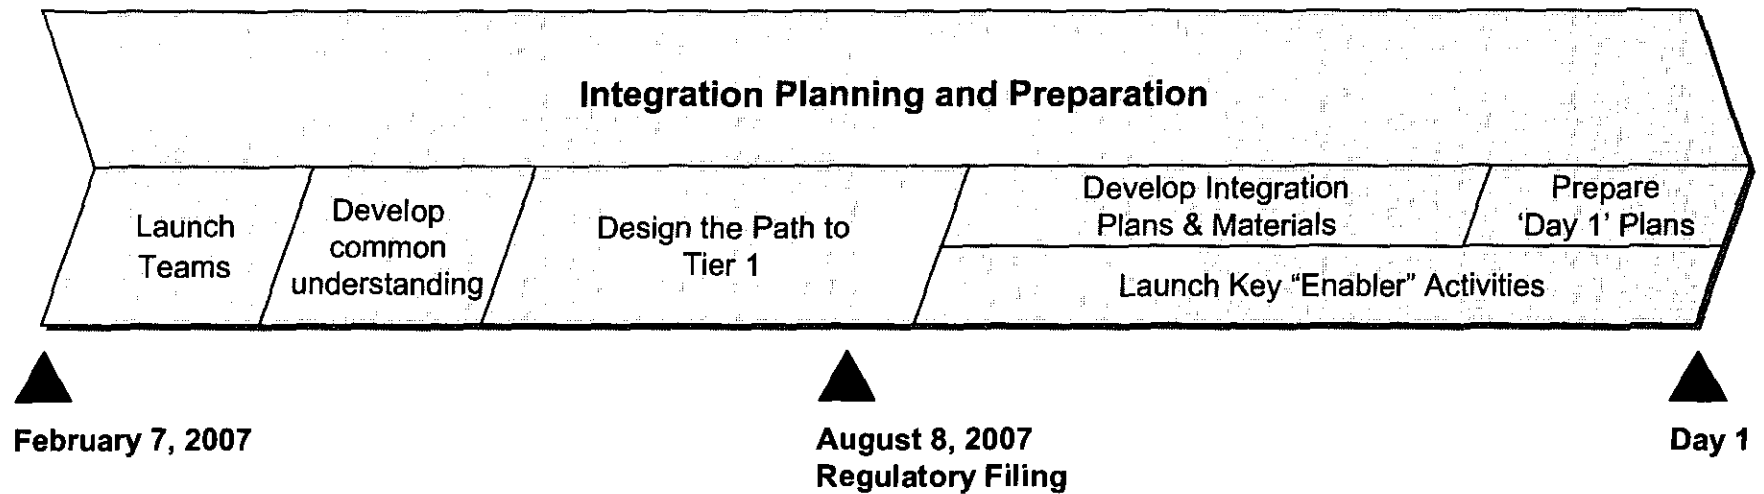 Integration Planning and Preparation
Launch
Teams
Develop
common
understanding
Design the Path to
Tier 1
Develop Integration
Plans & Materials
Prepare
‘Day 1’ Plans
Launch Key “Enabler” Activities
February 7, 2007
August 8, 2007
Regulatory Filing
Day 1